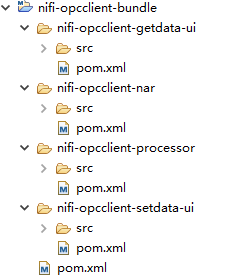 nifi-opcclient-bundle
nifi-opcclient-getdata-ui
src
pom.xml
nifi-opcclient-nar
src
pom.xml
nifi-opcclient-processor
src
pom.xml
nifi-opcclient-setdata-ui
src
pom.xml
pom.xml